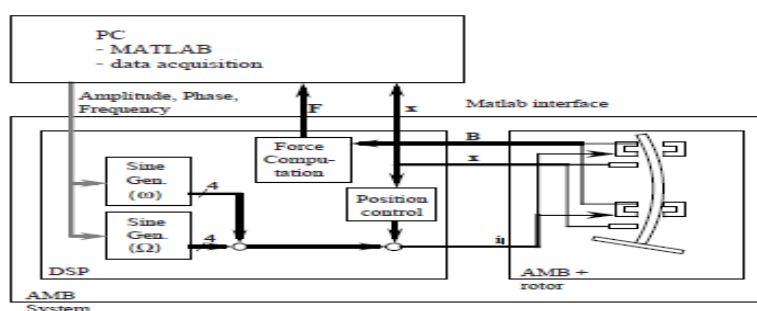 PC
- MATLAB
- data acquisition
Amplitude, Phase,
Frequency
F
x
Matlab interface
B
x
Force
Compu-
tation
Sine
Gen.
(ω)
4
Position
control
Sine
Gen.
(Ω)
4
DSP
AMB +
rotor
AMB
System